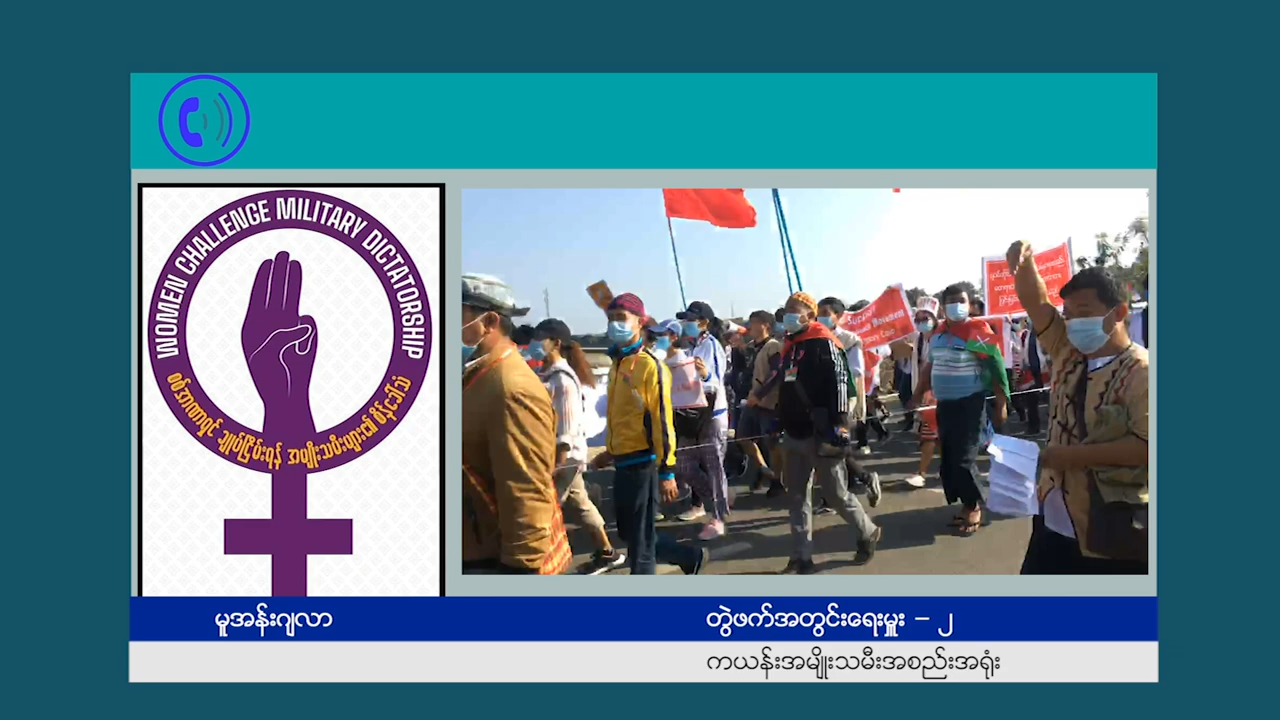 WOMEN CHALLENGE MILITARY DICTATORSHIP
စစ်အာဏာရှင် ချုပ်ငြိမ်းရန် အမျိုးသမီးများ၏ စိန်ခေါ်သံ
Support
Movement
မူအန်းဂျလာ
တွဲဖက်အတွင်းရေးမှူး – ၂
ကယန်းအမျိုးသမီးအစည်းအရုံး